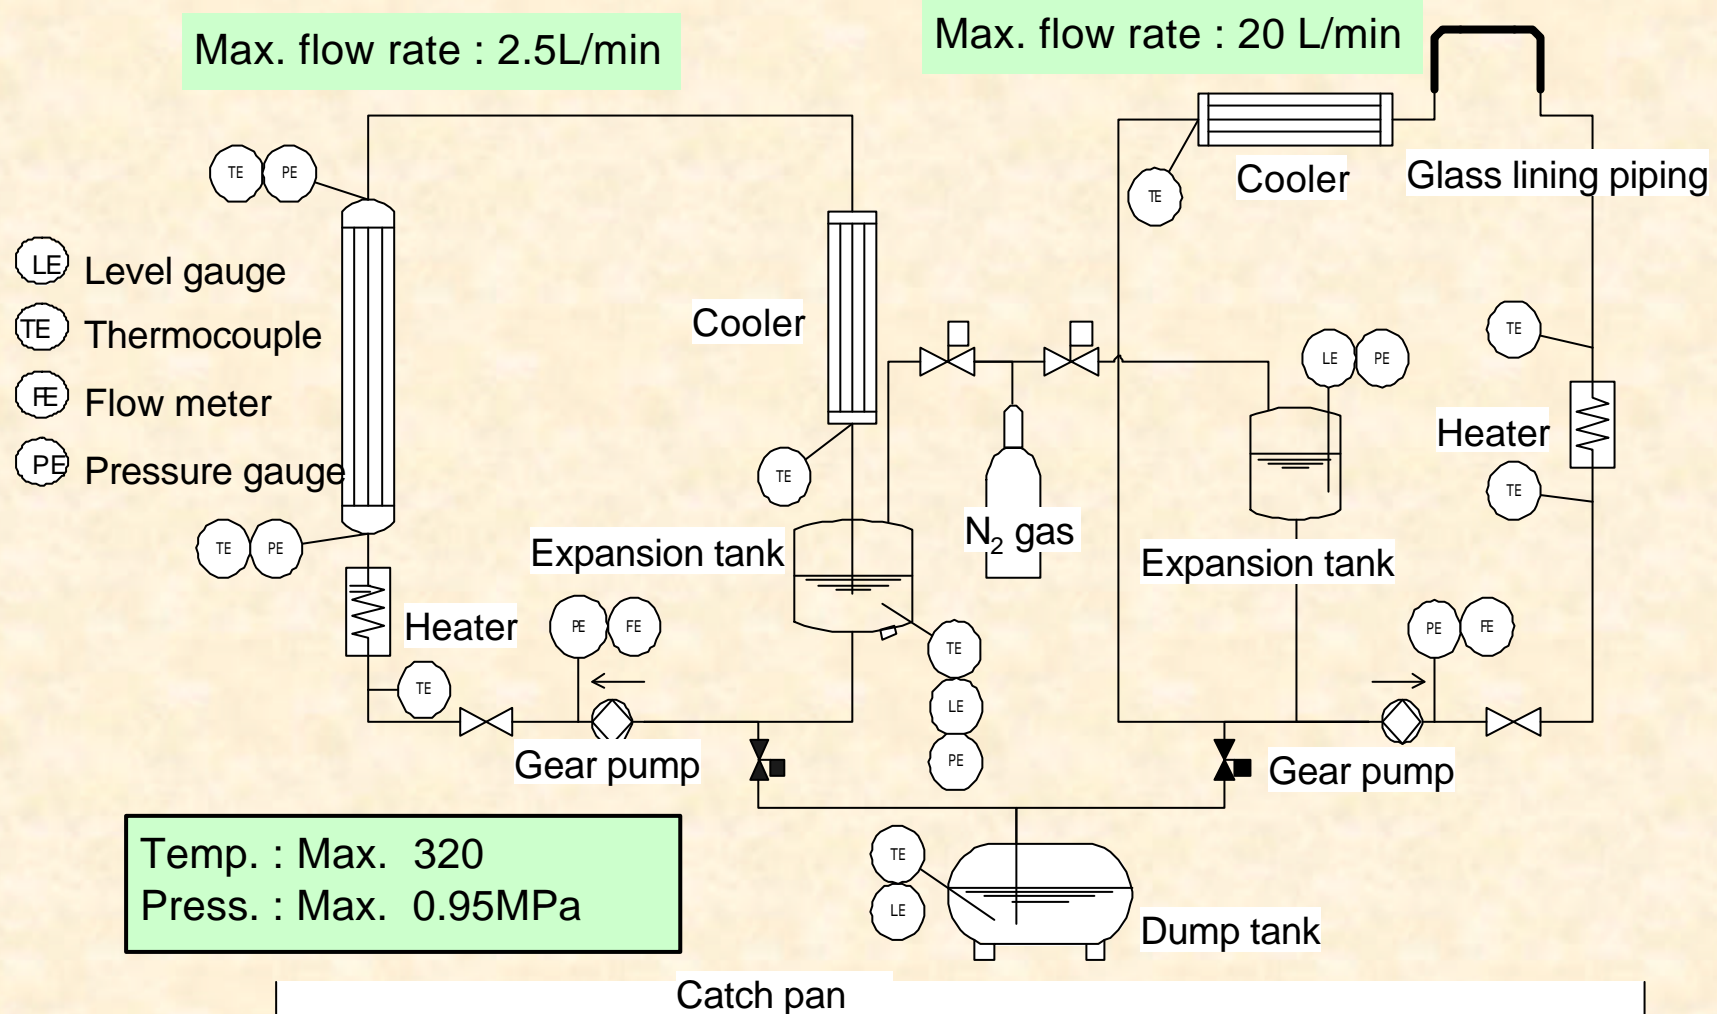 Max. flow rate : 2.5L/min
Max. flow rate : 20 L/min
TE PE
Cooler
Glass lining piping
TE
LE Level gauge
TE Thermocouple
FE Flow meter
PE Pressure gauge
Cooler
TE
LE PE
Heater
TE
TE
N2 gas
TE PE
Expansion tank
Expansion tank
Heater
PE FE
TE
PE FE
TE
LE
PE
Gear pump
Gear pump
Temp. : Max. 320
Press. : Max. 0.95MPa
TE
LE
Dump tank
Catch pan